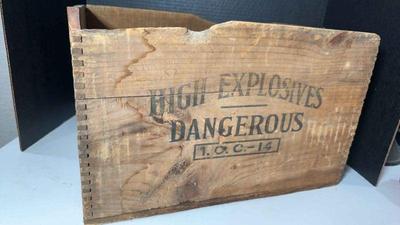 HIGH EXPLOSIVES
DANGEROUS
I.C.C-14